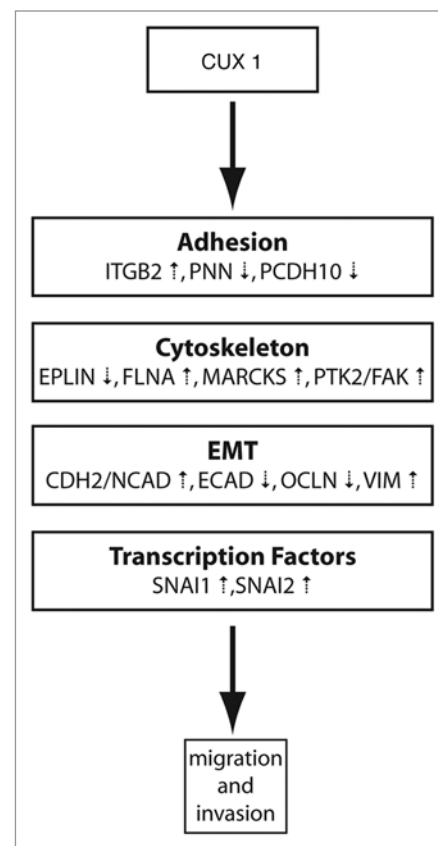 CUX 1
Adhesion
ITGB2 ⇡, PNN ⇣, PCDH10 ⇣
Cytoskeleton
EPLIN ⇣, FLNA ⇡, MARCKS ⇡, PTK2/FAK ⇡
EMT
CDH2/NCAD ⇡, ECAD ⇣, OCLN ⇣, VIM ⇡
Transcription Factors
SNAI1 ⇡,SNAI2 ⇡
migration
and
invasion